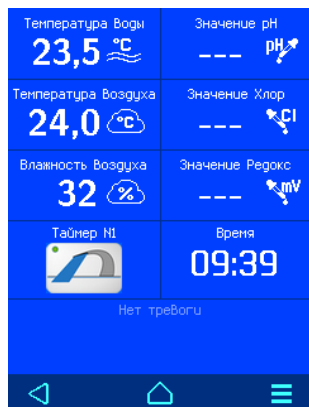 Температура Воды
23,5 °C
Значение pH
--- pH
Температура Воздуха
24,0 °C
Значение Хлор
--- Cl
Влажность Воздуха
32 %
Значение Редокс
--- mV
Таймер N1
Время
09:39
Нет тревоги